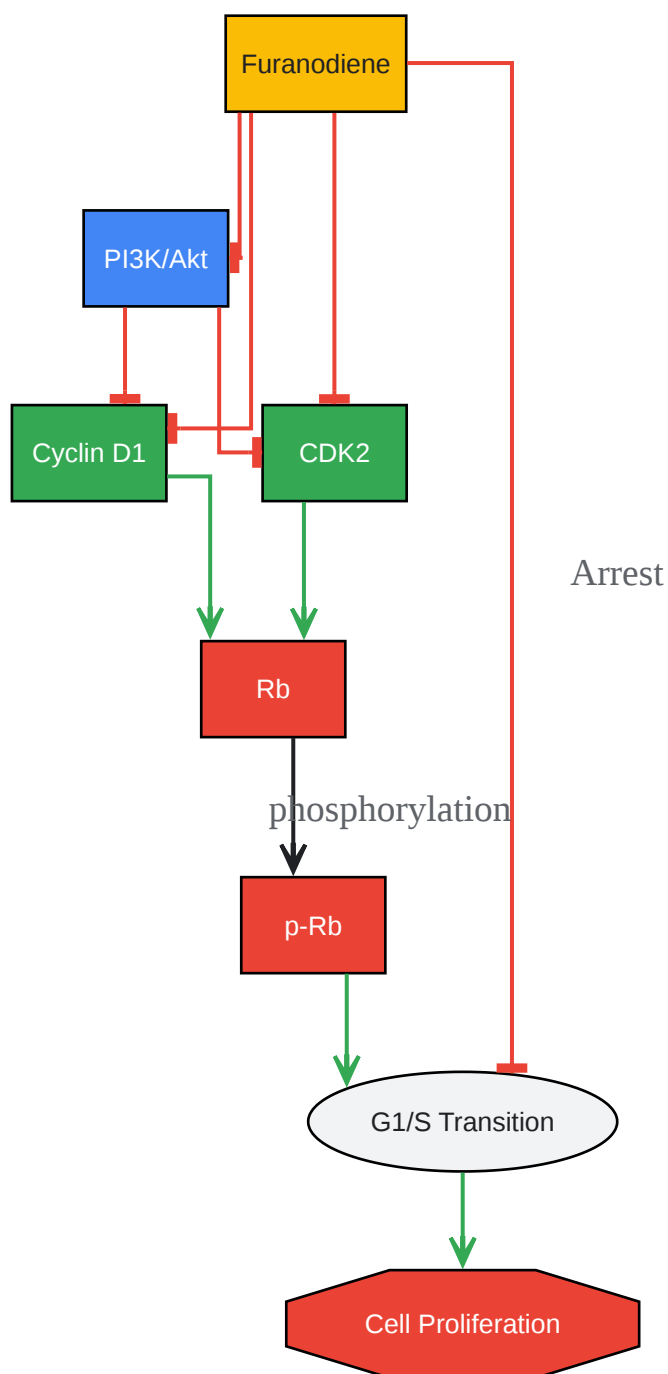 Furanodiene
PI3K/Akt
Cyclin D1
CDK2
Arrest
Rb
phosphorylation
p-Rb
G1/S Transition
Cell Proliferation